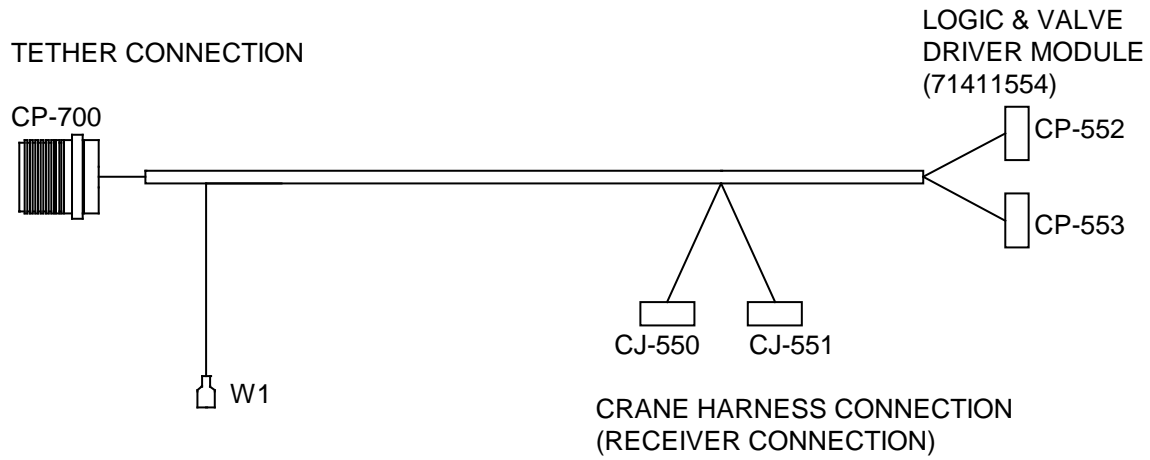 TETHER CONNECTION
CP-700
LOGIC & VALVE
DRIVER MODULE
(71411554)
CP-552
CP-553
CJ-550
CJ-551
W1
CRANE HARNESS CONNECTION
(RECEIVER CONNECTION)